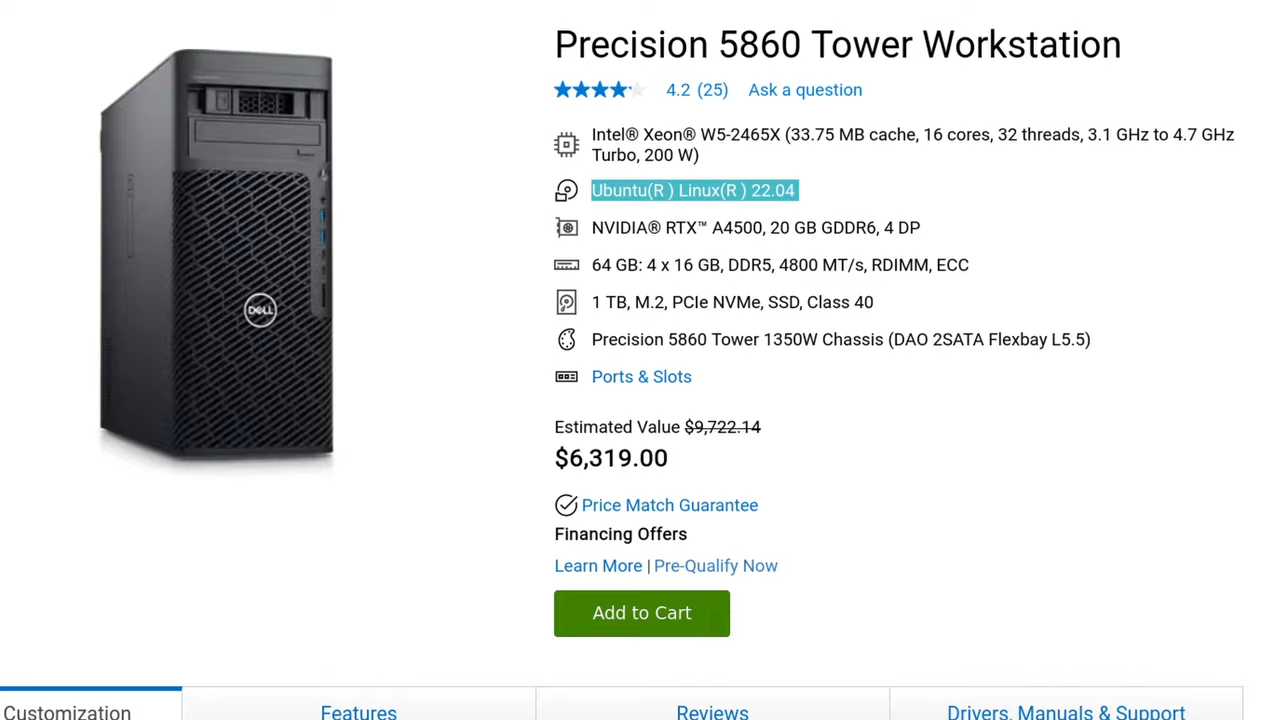 Precision 5860 Tower Workstation
4.2 (25) Ask a question
Intel® Xeon® W5-2465X (33.75 MB cache, 16 cores, 32 threads, 3.1 GHz to 4.7 GHz
Turbo, 200 W)
Ubuntu(R ) Linux(R ) 22.04
NVIDIA® RTX™ A4500, 20 GB GDDR6, 4 DP
64 GB: 4 x 16 GB, DDR5, 4800 MT/s, RDIMM, ECC
1 TB, M.2, PCIe NVMe, SSD, Class 40
Precision 5860 Tower 1350W Chassis (DAO 2SATA Flexbay L5.5)
Ports & Slots
DELL
Estimated Value $9,722.14
$6,319.00
Price Match Guarantee
Financing Offers
Learn More | Pre-Qualify Now
Add to Cart
Customization Features Reviews Drivers, Manuals & Support